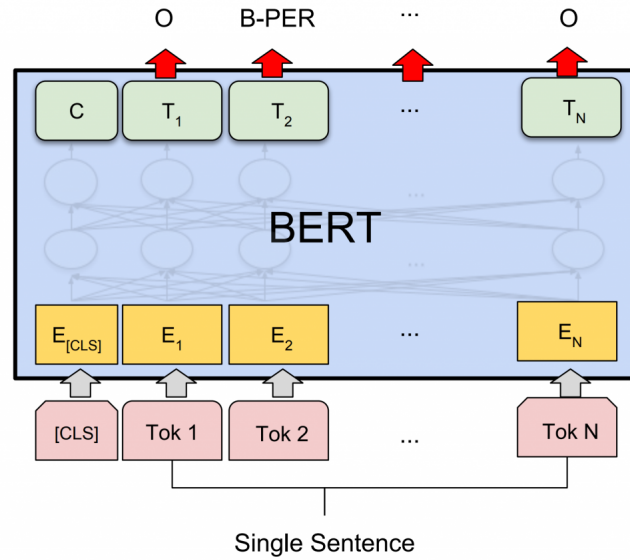 O B-PER ... O
C T1 T2 ... TN
...
BERT
...
E[CLS] E1 E2 ... EN
[CLS] Tok 1 Tok 2 ... Tok N
Single Sentence